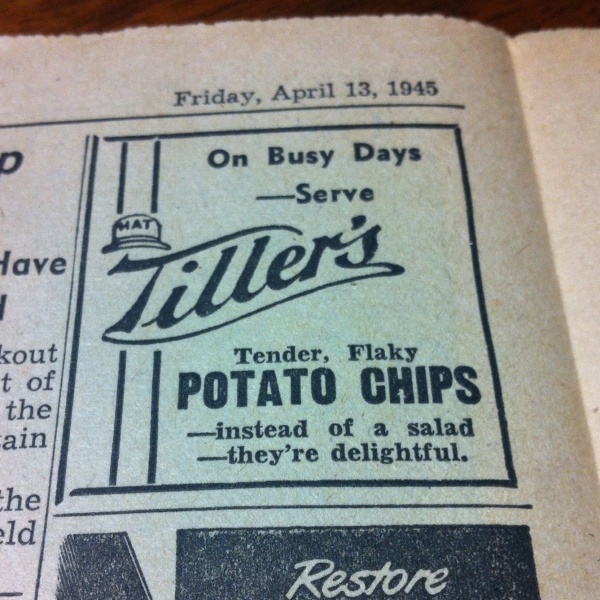 Friday, April 13, 1945
On Busy Days
—Serve
HAT
Tiller's
Tender, Flaky
POTATO CHIPS
—instead of a salad
—they're delightful.
p
Have
kout
t of
the
tain
the
eld
Restore